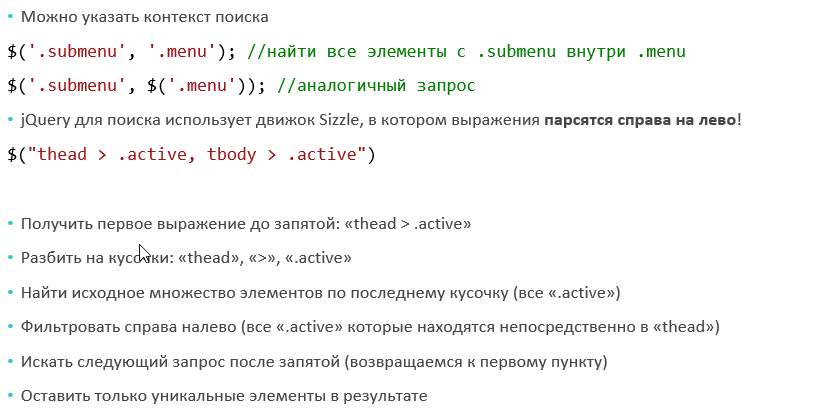 • Можно указать контекст поиска
$('.submenu', '.menu'); //найти все элементы с .submenu внутри .menu
$('.submenu', $('.menu')); //аналогичный запрос
• jQuery для поиска использует движок Sizzle, в котором выражения парсятся справа на лево!
$("thead > .active, tbody > .active")
• Получить первое выражение до запятой: «thead > .active»
• Разбить на кусочки: «thead», «>», «.active»
• Найти исходное множество элементов по последнему кусочку (все «.active»)
• Фильтровать справа налево (все «.active» которые находятся непосредственно в «thead»)
• Искать следующий запрос после запятой (возвращаемся к первому пункту)
• Оставить только уникальные элементы в результате